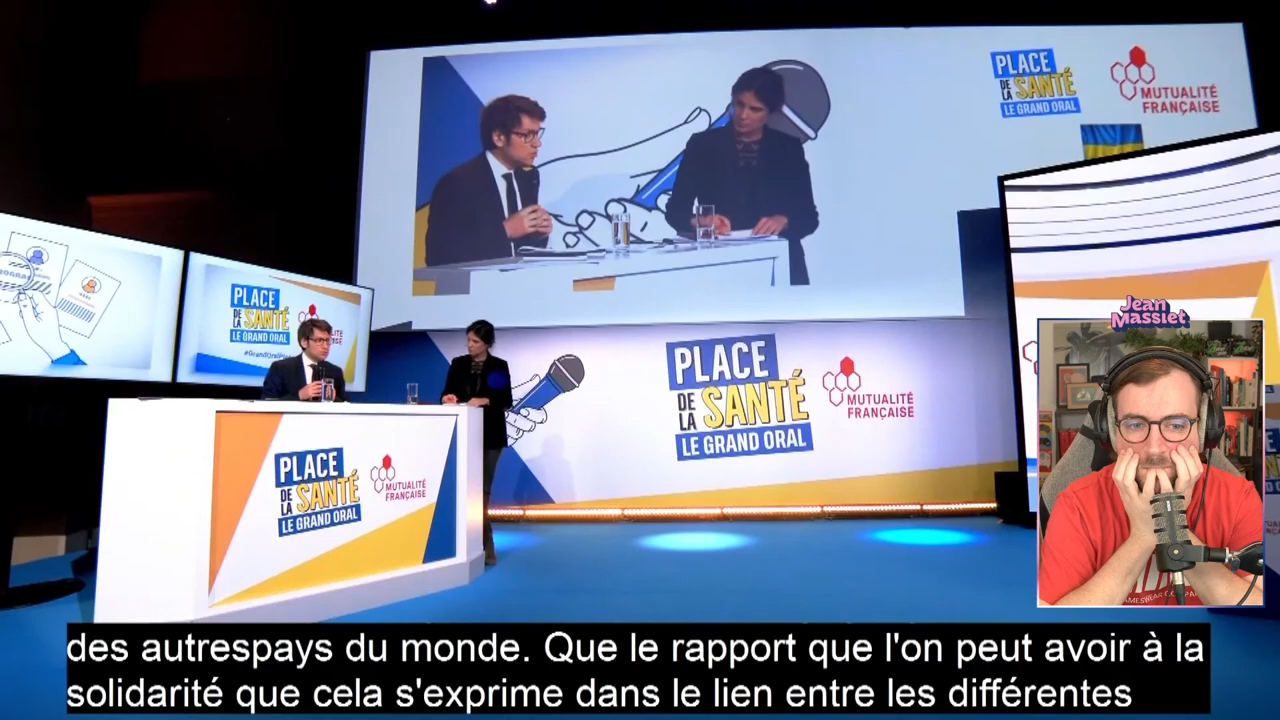 PLACE
DE LA SANTÉ
LE GRAND ORAL
MUTUALITÉ
FRANÇAISE
PLACE
DE LA SANTÉ
LE GRAND ORAL
PLACE
DE LA SANTÉ
LE GRAND ORAL
MUTUALITÉ
FRANÇAISE
PLACE
DE LA SANTÉ
LE GRAND ORAL
MUTUALITÉ
FRANÇAISE
Jean
Massiet
des autrespays du monde. Que le rapport que l'on peut avoir à la
solidarité que cela s'exprime dans le lien entre les différentes